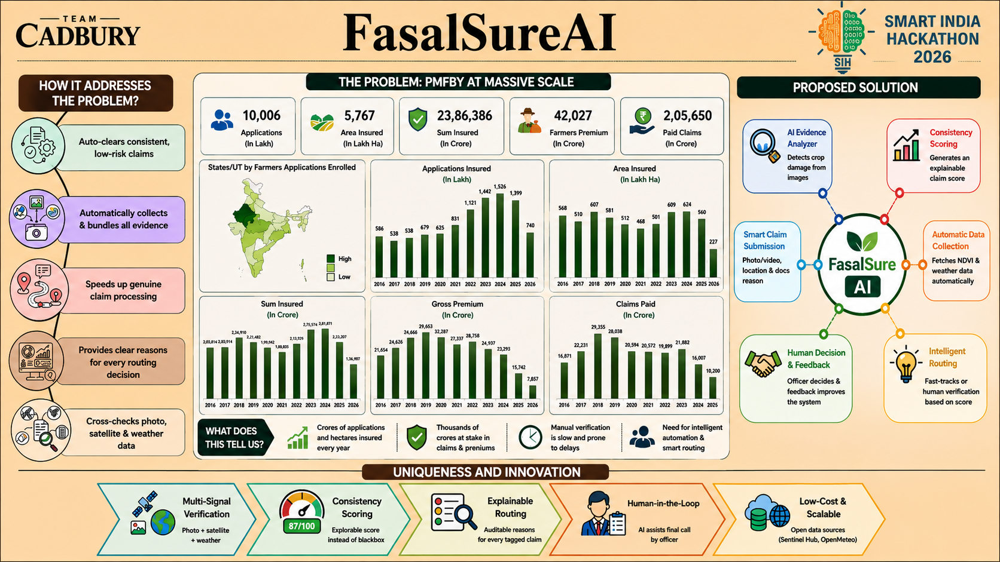 TEAM
CADBURY
FasalSureAI
SIH
SMART INDIA
HACKATHON
2026
HOW IT ADDRESSES
THE PROBLEM?
Auto-clears consistent,
low-risk claims
Automatically collects
& bundles all evidence
Speeds up genuine
claim processing
Provides clear reasons
for every routing
decision
Cross-checks photo,
satellite & weather
data
THE PROBLEM: PMFBY AT MASSIVE SCALE
10,006
Applications
(In Lakh)
5,767
Area Insured
(In Lakh Ha)
23,86,386
Sum Insured
(In Crore)
42,027
Farmers Premium
(In Crore)
2,05,650
Paid Claims
(In Crore)
States/UT by Farmers Applications Enrolled
High
Low
Applications Insured
(In Lakh)
586 538 538 679 625 831 1,121 1,442 1,526 1,399 740
2016 2017 2018 2019 2020 2021 2022 2023 2024 2025 2026
Area Insured
(In Lakh Ha)
568 510 607 581 512 468 501 609 624 560 227
2016 2017 2018 2019 2020 2021 2022 2023 2024 2025 2026
Sum Insured
(In Crore)
2,34,910 2,21,482 2,13,925 2,75,574 2,81,871 2,13,207 1,36,907
2016 2017 2018 2019 2020 2021 2022 2023 2024 2025 2026
Gross Premium
(In Crore)
21,654 24,626 24,666 29,653 32,287 27,337 28,758 24,937 23,293 15,742 7,857
2016 2017 2018 2019 2020 2021 2022 2023 2024 2025 2026
Claims Paid
(In Crore)
16,871 22,231 29,355 28,038 20,594 20,572 19,899 21,882 16,007 10,200
2016 2017 2018 2019 2020 2021 2022 2023 2024 2025
WHAT DOES
THIS TELL US?
Crores of applications
and hectares insured
every year
Thousands of
crores at stake in
claims & preniums
Manual verification
is slow and prone
to delays
Need for intelligent
automation &
smart routing
PROPOSED SOLUTION
AI Evidence
Analyzer
Detects crop
damage from
images
Consistency
Scoring
Generates an
explainable
claim score
Smart Claim
Submission
Photo/video,
location & docs
reason
FasalSure
AI
Automatic Data
Collection
Fetches NDVI &
weather data
automatically
Human Decision
& Feedback
Officer decides &
feedback improves
the system
Intelligent
Routing
Fast-tracks or
human verification
based on score
UNIQUENESS AND INNOVATION
Multi-Signal
Verification
Photo + satellite
+ weather
87/100
Consistency
Scoring
Explorable score
instead of blackbox
Explainable
Routing
Auditable reasons
for every tagged claim
Human-in-the-Loop
AI assists final call
by officer
Low-Cost &
Scalable
Open data sources
(Sentinel Hub, OpenMeteo)